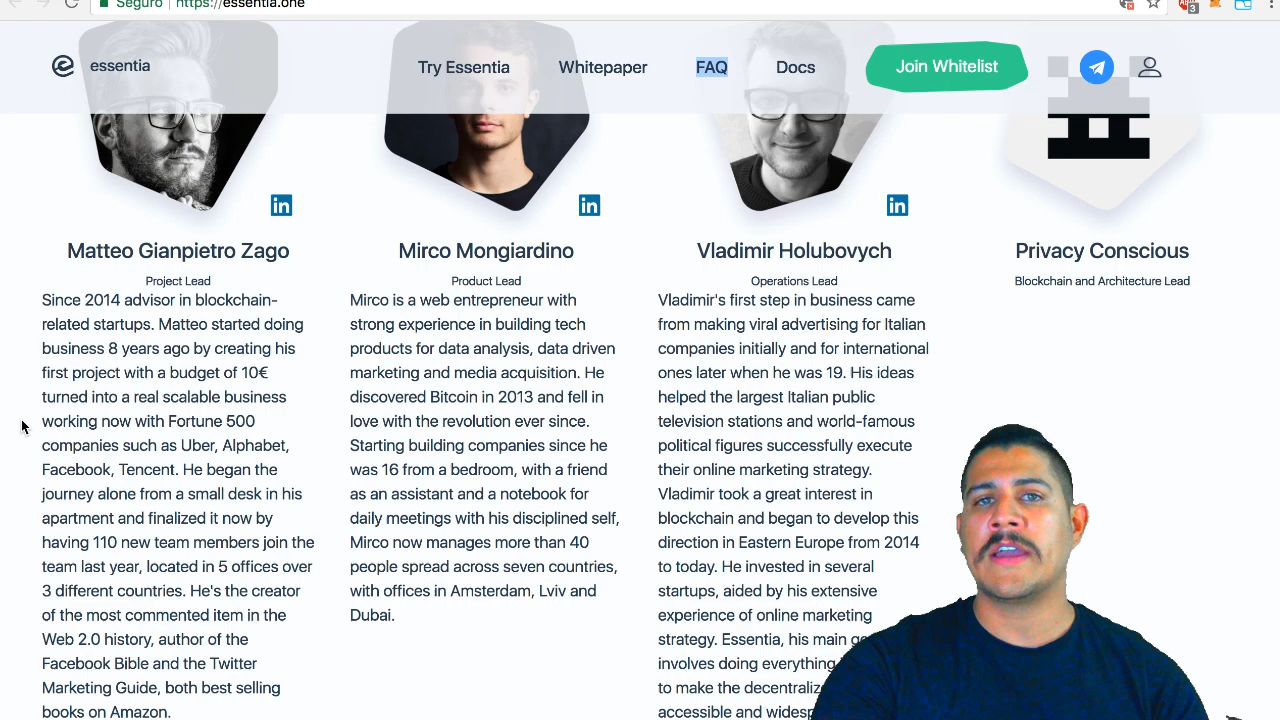 Seguro
https://essentia.one
3
essentia
Try Essentia
Whitepaper
FAQ
Docs
Join Whitelist
in
in
in
Matteo Gianpietro Zago
Project Lead
Since 2014 advisor in blockchain-
related startups. Matteo started doing
business 8 years ago by creating his
first project with a budget of 10€
turned into a real scalable business
working now with Fortune 500
companies such as Uber, Alphabet,
Facebook, Tencent. He began the
journey alone from a small desk in his
apartment and finalized it now by
having 110 new team members join the
team last year, located in 5 offices over
3 different countries. He's the creator
of the most commented item in the
Web 2.0 history, author of the
Facebook Bible and the Twitter
Marketing Guide, both best selling
books on Amazon.
Mirco Mongiardino
Product Lead
Mirco is a web entrepreneur with
strong experience in building tech
products for data analysis, data driven
marketing and media acquisition. He
discovered Bitcoin in 2013 and fell in
love with the revolution ever since.
Starting building companies since he
was 16 from a bedroom, with a friend
as an assistant and a notebook for
daily meetings with his disciplined self,
Mirco now manages more than 40
people spread across seven countries,
with offices in Amsterdam, Lviv and
Dubai.
Vladimir Holubovych
Operations Lead
Vladimir's first step in business came
from making viral advertising for Italian
companies initially and for international
ones later when he was 19. His ideas
helped the largest Italian public
television stations and world-famous
political figures successfully execute
their online marketing strategy.
Vladimir took a great interest in
blockchain and began to develop this
direction in Eastern Europe from 2014
to today. He invested in several
startups, aided by his extensive
experience of online marketing
strategy. Essentia, his main
involves doing everything
to make the
accessible and
Privacy Conscious
Blockchain and Architecture Lead